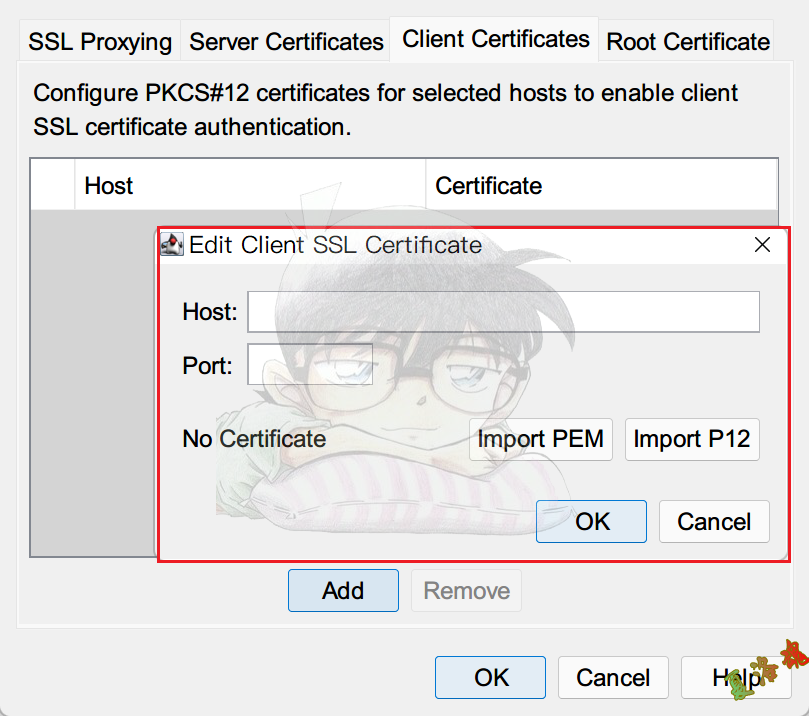 SSL Proxying
Server Certificates
Client Certificates
Root Certificate
Configure PKCS#12 certificates for selected hosts to enable client
SSL certificate authentication.
Host
Certificate
Edit Client SSL Certificate
Host:
Port:
No Certificate
Import PEM
Import P12
OK
Cancel
Add
Remove
OK
Cancel
Help